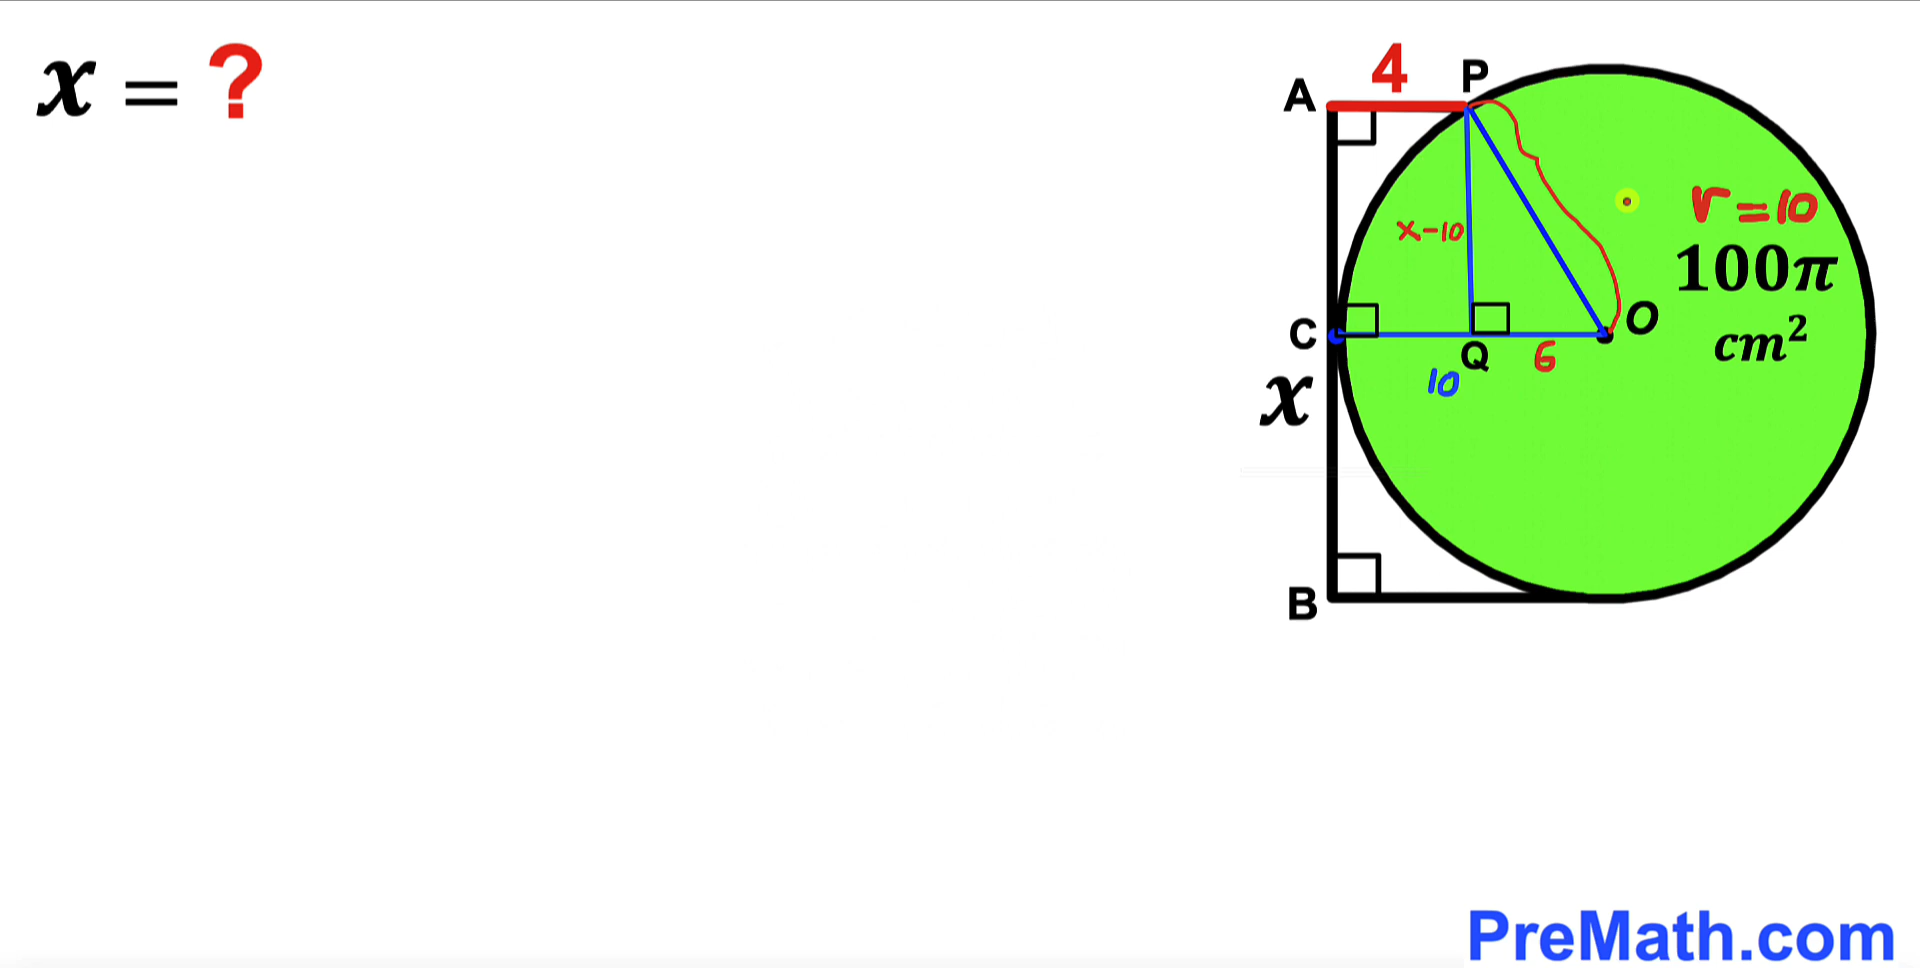 x = ?
4
A
P
r=10
x-10
100π
C
O
cm²
Q
6
10
x
B
PreMath.com